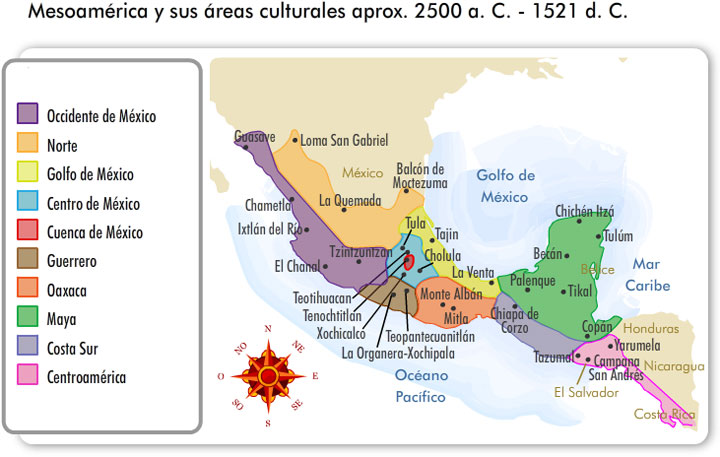 Mesoamérica y sus áreas culturales aprox. 2500 a. C. - 1521 d. C.
Occidente de México
Norte
Golfo de México
Centro de México
Cuenca de México
Guerrero
Oaxaca
Maya
Costa Sur
Centroamérica
Guasave
Loma San Gabriel
México
Balcón de
Moctezuma
Golfo de
México
Chametla
La Quemada
Ixtlán del Río
Tula
Tajin
Chichén Itzá
Tulúm
Tzintzuntzan
Cholula
Becán
El Chanal
La Venta
Belice
Mar
Caribe
Palenque
Tikal
Teotihuacan
Monte Albán
Tenochtitlán
Mitla
Chiapa de
Corzo
Xochicalco
Teopantecuanitlán
Copán
Honduras
La Organera-Xochipala
Yarumela
Tazumal
Campana
Nicaragua
San Andrés
Océano
Pacífico
El Salvador
Costa Rica
N
NO
NE
O
E
SO
SE
S